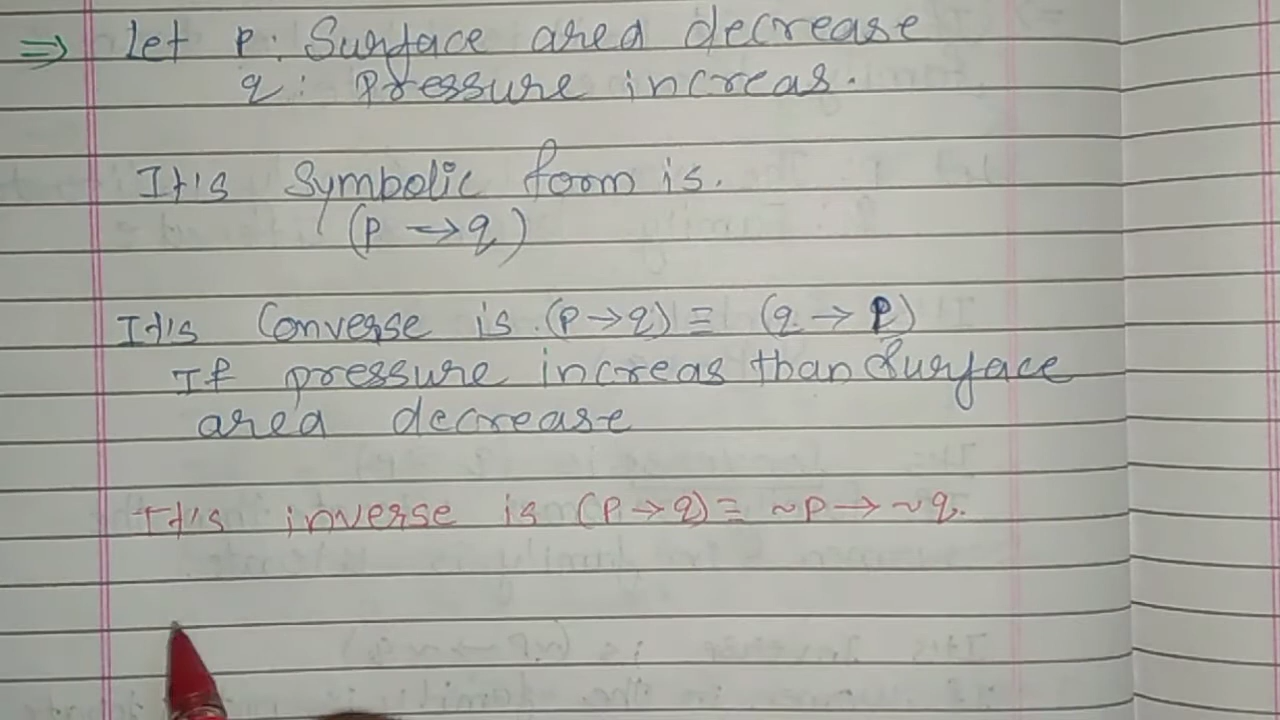 ⇒ Let p: Surface area decrease
q: Pressure increas.
It's Symbolic form is.
(p → q)
It's Converse is. (p → q) ≡ (q → p)
If pressure increas than Surface
area decrease
It's inverse is (p → q) = ~p → ~q.